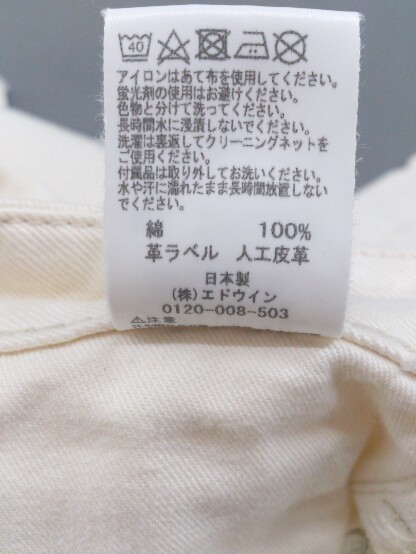 40
アイロンはあて布を使用してください。
蛍光剤の使用はお避けください。
色物と分けて洗ってください。
長時間水に浸漬しないでください。
洗濯は裏返してクリーニングネットを
ご使用ください。
付属品は取り外してお洗いください。
水や汗に濡れたまま長時間放置しない
でください。
綿 100%
革ラベル 人工皮革
日本製
(株)エドウイン
0120-008-503
⚠注意